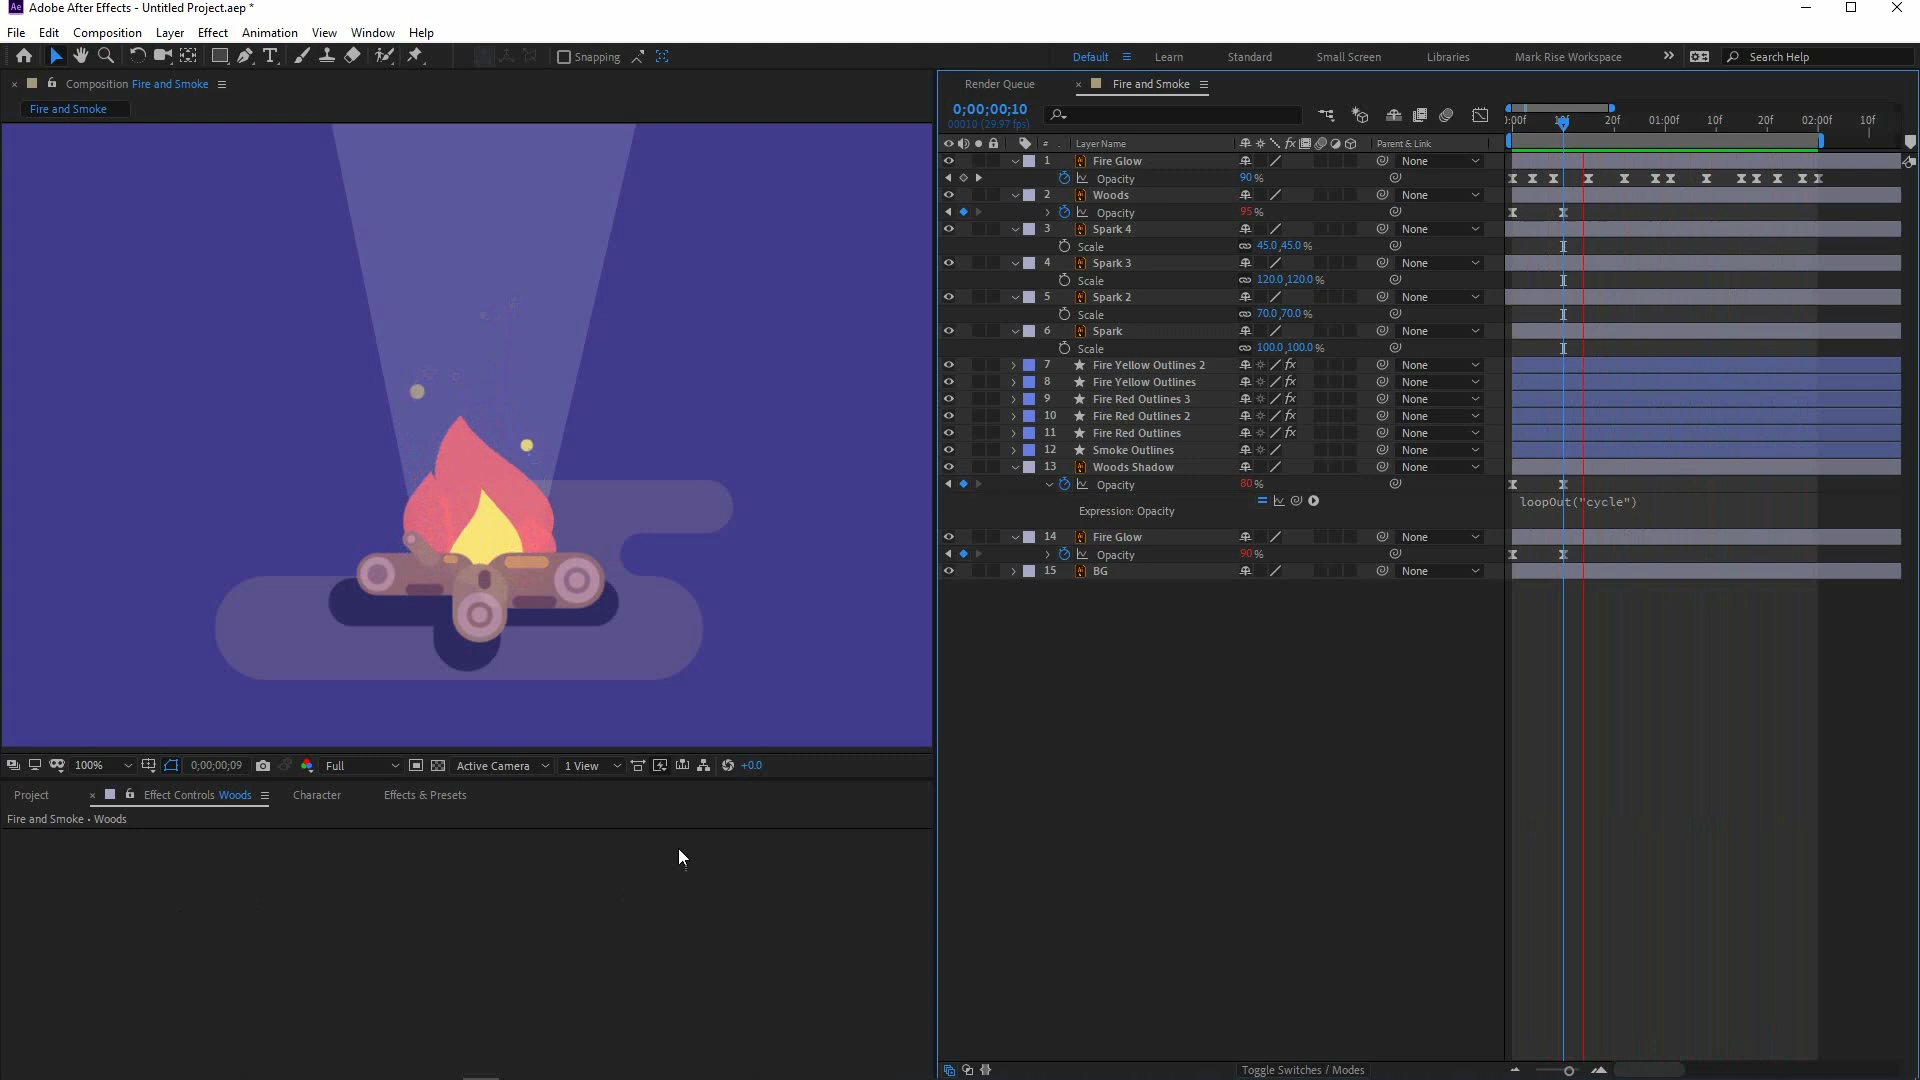 Ae Adobe After Effects - Untitled Project.aep *
File Edit Composition Layer Effect Animation View Window Help
Snapping Default Learn Standard Small Screen Libraries Mark Rise Workspace Search Help
Composition Fire and Smoke
Fire and Smoke
Render Queue Fire and Smoke
0;00;00;10
00010 (29.97 fps)
):00f 10f 20f 01:00f 10f 20f 02:00f 10f
# Layer Name fx Parent & Link
1 Fire Glow None
Opacity 90 %
2 Woods None
Opacity 95 %
3 Spark 4 None
Scale 45.0,45.0 %
4 Spark 3 None
Scale 120.0,120.0 %
5 Spark 2 None
Scale 70.0,70.0 %
6 Spark None
Scale 100.0,100.0 %
7 Fire Yellow Outlines 2 fx None
8 Fire Yellow Outlines fx None
9 Fire Red Outlines 3 fx None
10 Fire Red Outlines 2 fx None
11 Fire Red Outlines fx None
12 Smoke Outlines None
13 Woods Shadow None
Opacity 80 %
Expression: Opacity loopOut("cycle")
14 Fire Glow None
Opacity 90 %
15 BG None
100% 0;00;00;09 Full Active Camera 1 View +0.0
Project Effect Controls Woods Character Effects & Presets
Fire and Smoke • Woods
Toggle Switches / Modes